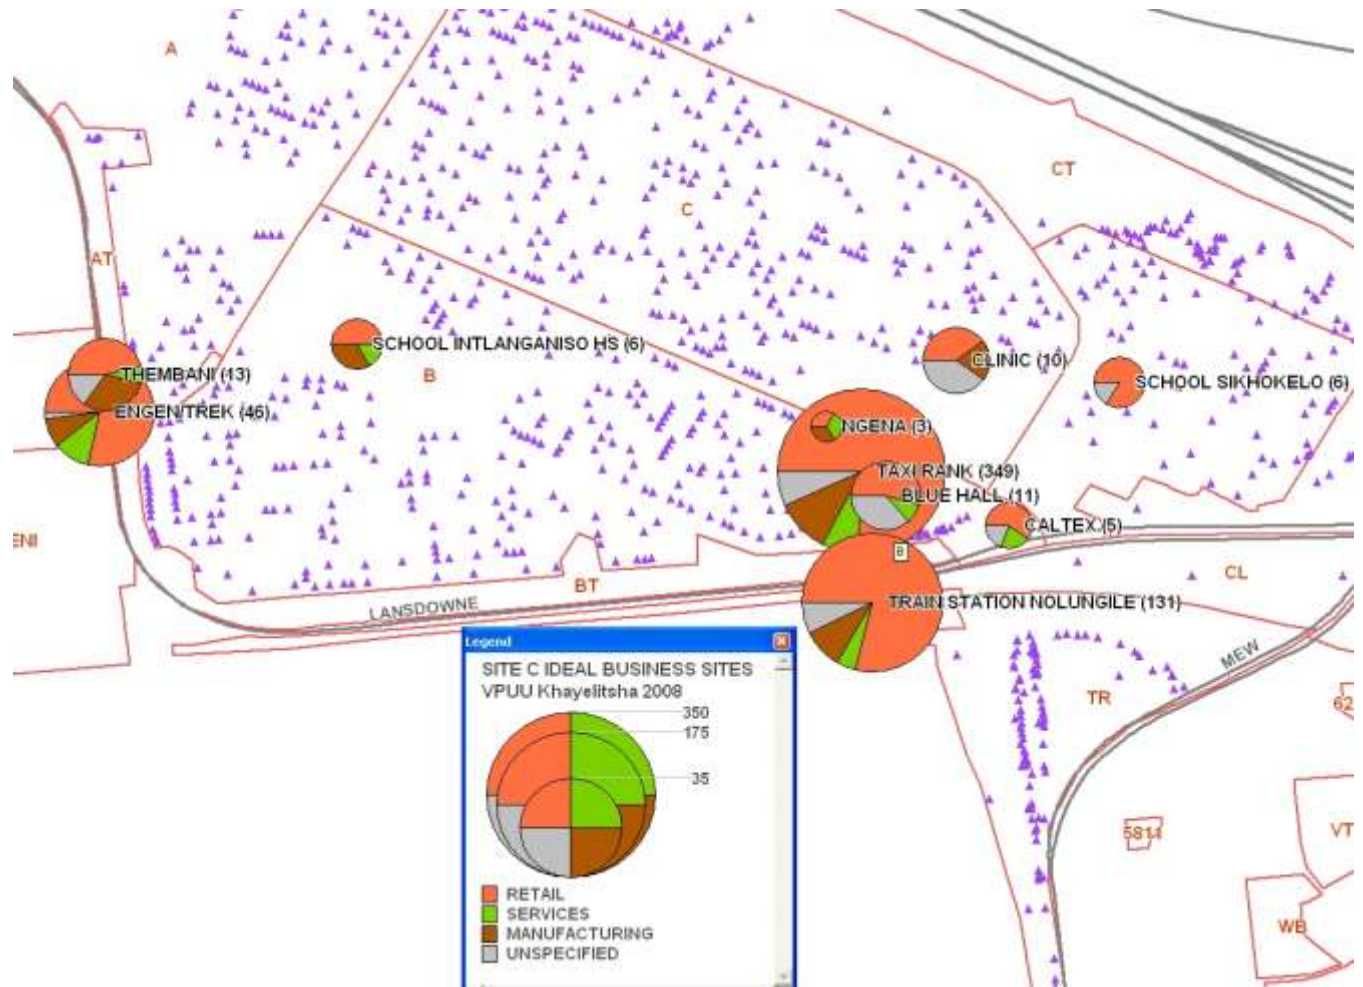 A
CT
C
AT
SCHOOL INTLANGANISO HS (6)
CLINIC (10)
THEMBANI (13)
B
SCHOOL SIKHOKELO (6)
ENGEN/TREK (46)
NGENA (3)
TAXI RANK (349)
BLUE HALL (11)
CALTEX (5)
ENI
B
BT
CL
LANSDOWNE
TRAIN STATION NOLUNGILE (131)
Legend
MEW
SITE C IDEAL BUSINESS SITES
VPUU Khayelitsha 2008
TR
62
350
175
35
5814
VT
RETAIL
SERVICES
MANUFACTURING
UNSPECIFIED
WB